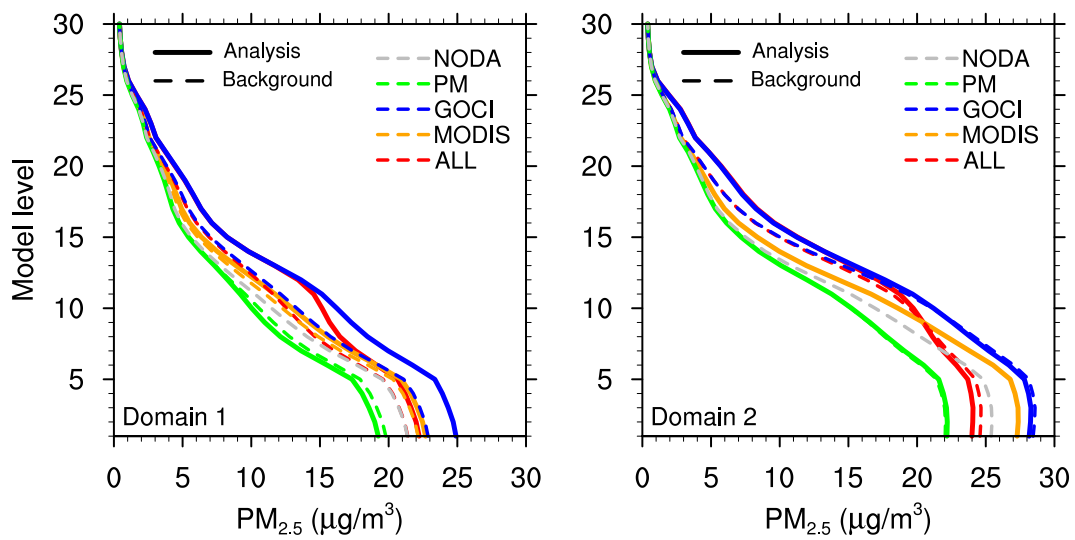 Model level
30
25
20
15
10
5
0 5 10 15 20 25 30
PM2.5 (μg/m3)
Analysis
Background
NODA
PM
GOCI
MODIS
ALL
Domain 1
30
25
20
15
10
5
0 5 10 15 20 25 30
PM2.5 (μg/m3)
Analysis
Background
NODA
PM
GOCI
MODIS
ALL
Domain 2